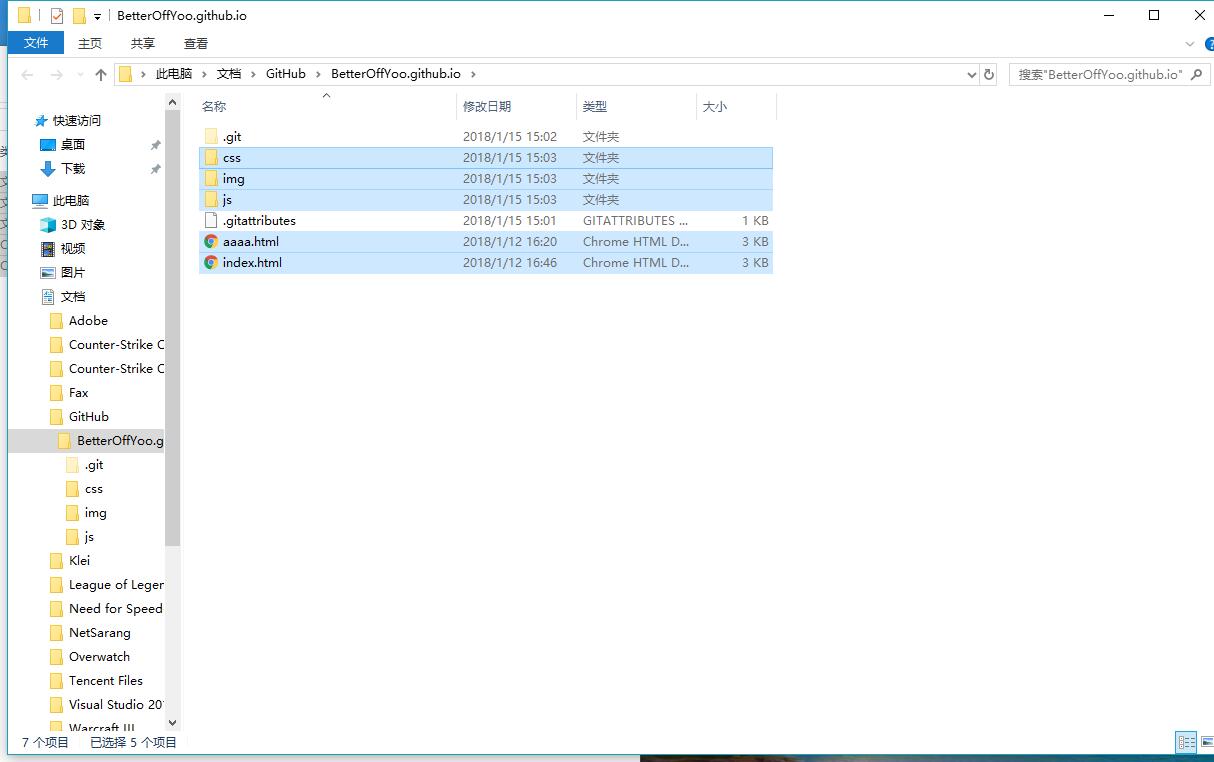 BetterOffYoo.github.io
文件 主页 共享 查看
此电脑 文档 GitHub BetterOffYoo.github.io 搜索"BetterOffYoo.github.io"
名称 修改日期 类型 大小
快速访问
桌面
下载
此电脑
3D 对象
视频
图片
文档
Adobe
Counter-Strike C
Counter-Strike C
Fax
GitHub
BetterOffYoo.g
.git
css
img
js
Klei
League of Leger
Need for Speed
NetSarang
Overwatch
Tencent Files
Visual Studio 20
Warcraft III
.git 2018/1/15 15:02 文件夹
css 2018/1/15 15:03 文件夹
img 2018/1/15 15:03 文件夹
js 2018/1/15 15:03 文件夹
.gitattributes 2018/1/15 15:01 GITATTRIBUTES ... 1 KB
aaaa.html 2018/1/12 16:20 Chrome HTML D... 3 KB
index.html 2018/1/12 16:46 Chrome HTML D... 3 KB
7 个项目 已选择 5 个项目